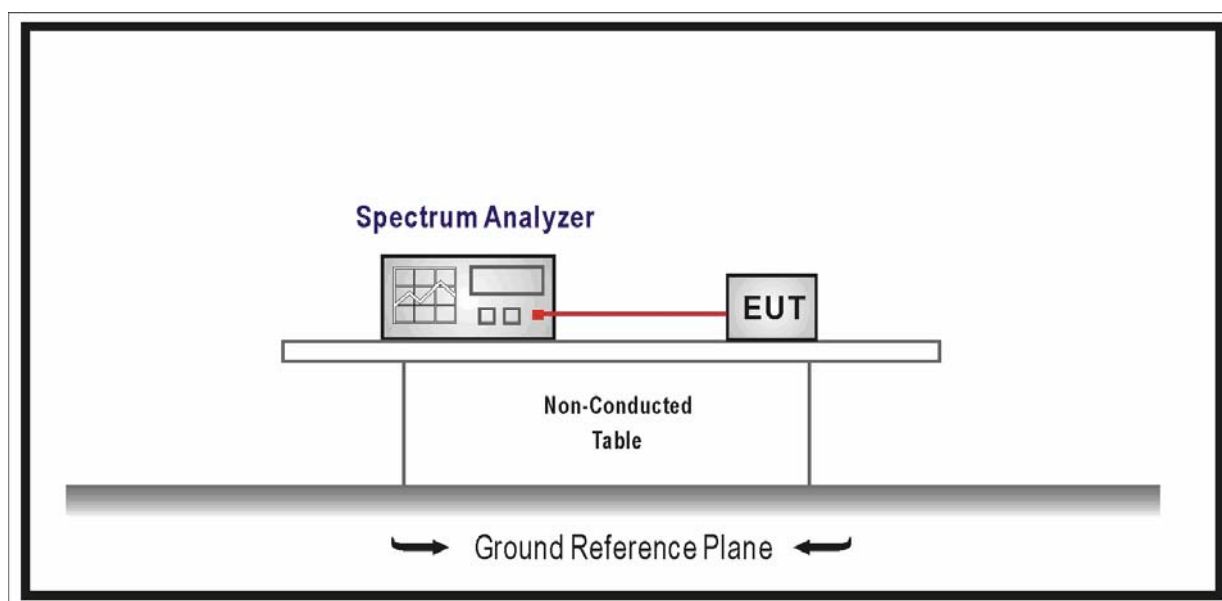 Spectrum Analyzer
EUT
Non-Conducted
Table
Ground Reference Plane